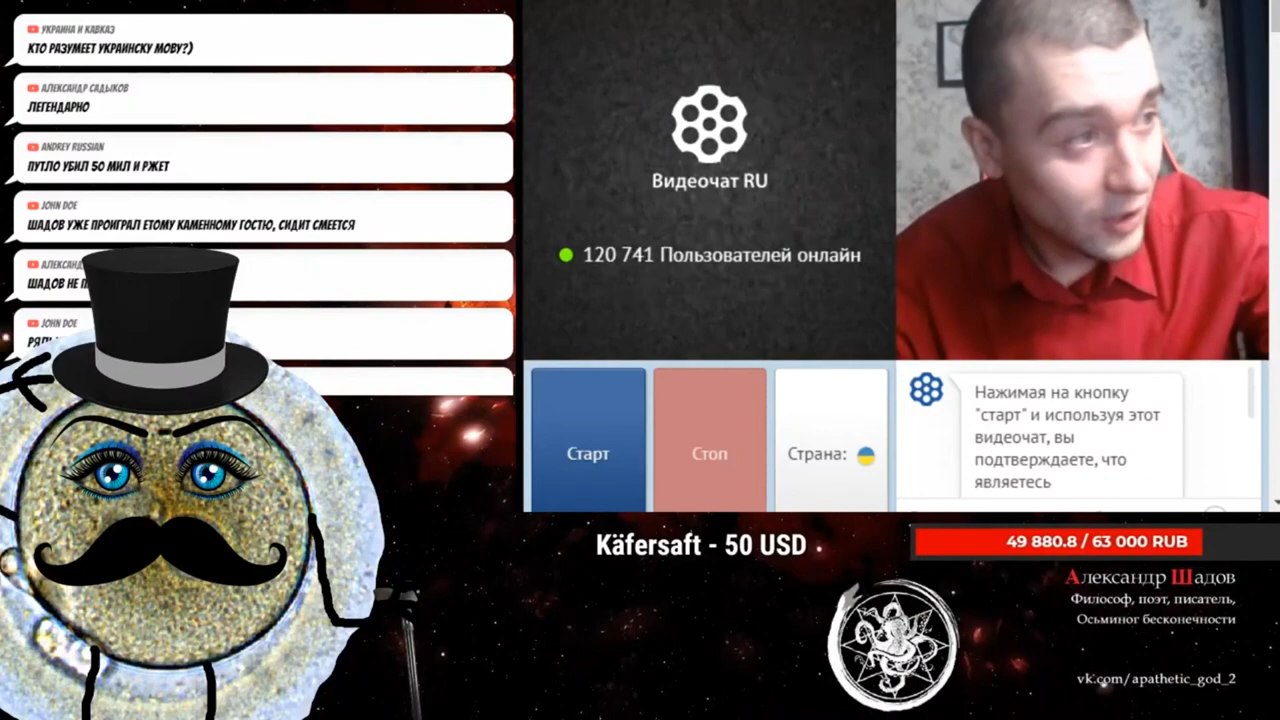 УКРАИНА И КАВКАЗ
КТО РАЗУМЕЕТ УКРАИНСКУ МОВУ?)
АЛЕКСАНДР САДЫКОВ
ЛЕГЕНДАРНО
ANDREY RUSSIAN
ПУТЛО УБИЛ 50 МИЛ И РЖЕТ
JOHN DOE
ШАДОВ УЖЕ ПРОИГРАЛ ЕТОМУ КАМЕННОМУ ГОСТЮ, СИДИТ СМЕЕТСЯ
ШАДОВ НЕ
JOHN DOE
Видеочат RU
120 741 Пользователей онлайн
Старт
Стоп
Страна:
Нажимая на кнопку
"старт" и используя этот
видеочат, вы
подтверждаете, что
являетесь
Käfersaft - 50 USD
49 880.8 / 63 000 RUB
Александр Шадов
Философ, поэт, писатель,
Осьминог бесконечности
vk.com/apathetic_god_2